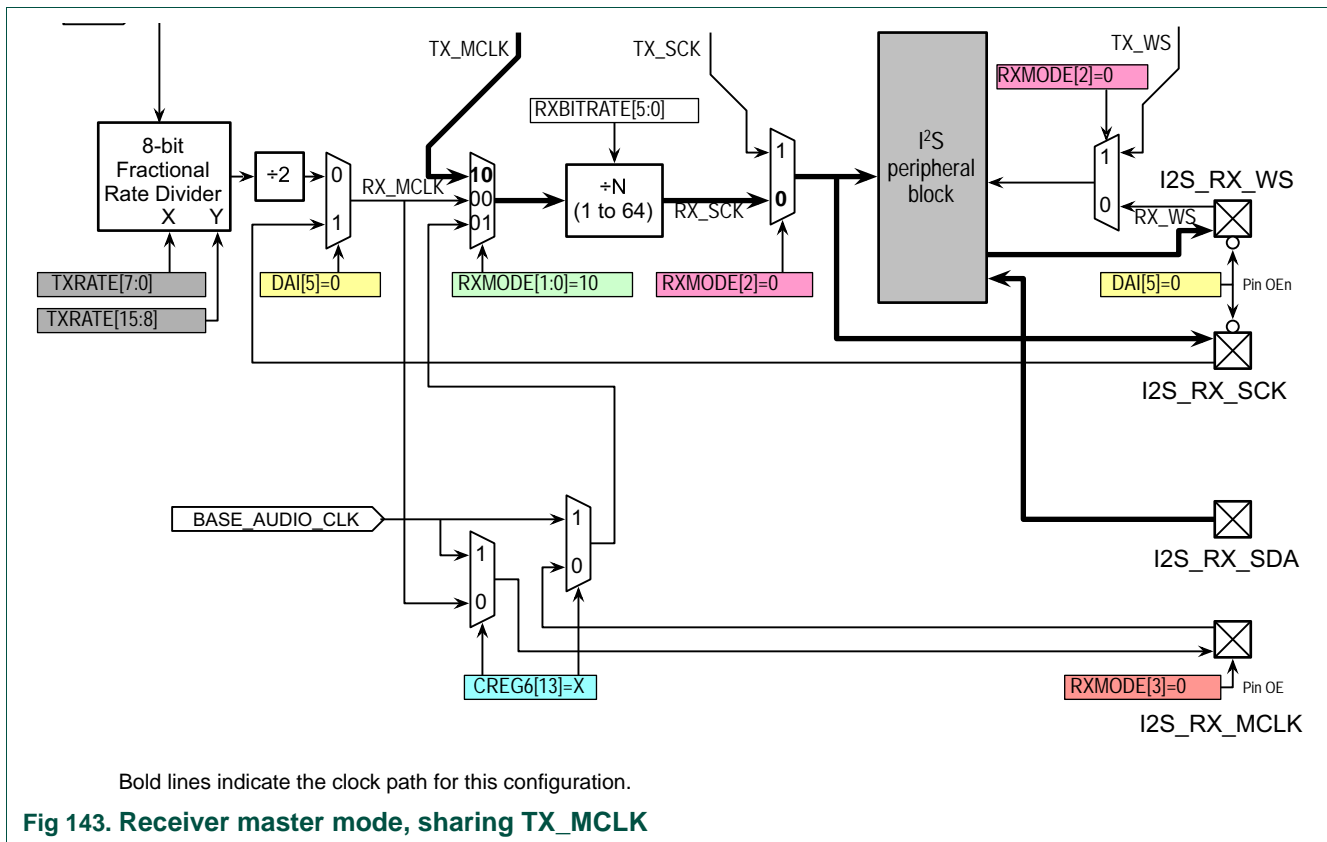 TX_MCLK
TX_SCK
TX_WS
RXMODE[2]=0
RXBITRATE[5:0]
8-bit
Fractional
Rate Divider
X Y
÷2
0
1
RX_MCLK
10
00
01
÷N
(1 to 64)
RX_SCK
1
0
I²S
peripheral
block
1
0
I2S_RX_WS
RX_WS
TXRATE[7:0]
TXRATE[15:8]
DAI[5]=0
RXMODE[1:0]=10
RXMODE[2]=0
DAI[5]=0
Pin OEn
I2S_RX_SCK
BASE_AUDIO_CLK
1
0
1
0
I2S_RX_SDA
CREG6[13]=X
RXMODE[3]=0
Pin OE
I2S_RX_MCLK
Bold lines indicate the clock path for this configuration.
Fig 143. Receiver master mode, sharing TX_MCLK